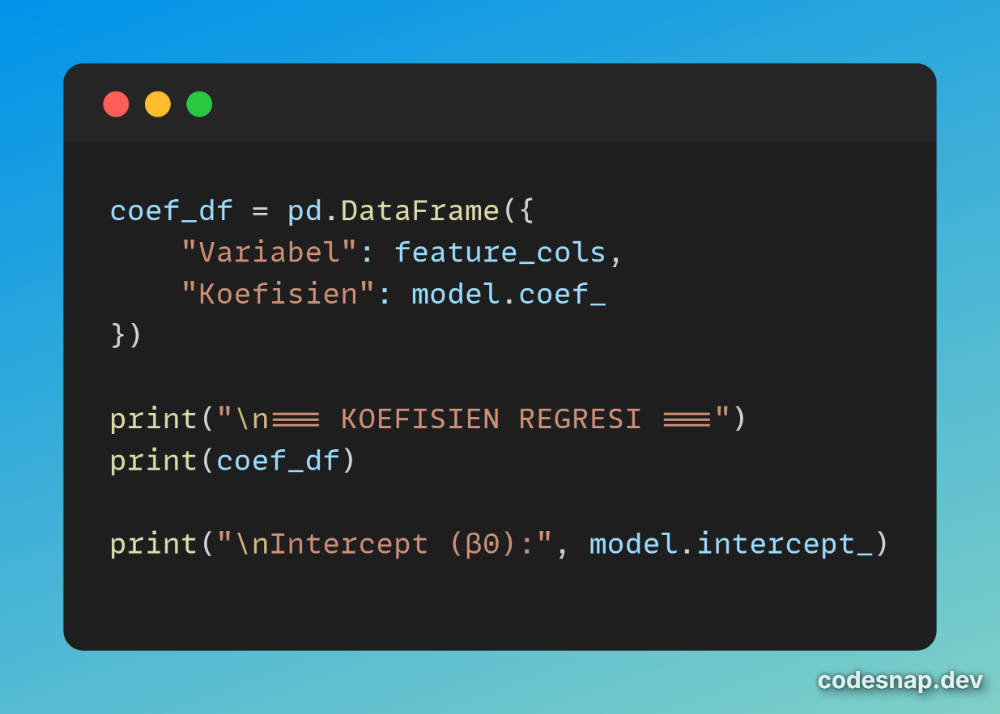 coef_df = pd.DataFrame({
    "Variabel": feature_cols,
    "Koefisien": model.coef_
})

print("\n=== KOEFISIEN REGRESI ===")
print(coef_df)

print("\nIntercept (β0):", model.intercept_)
codesnap.dev